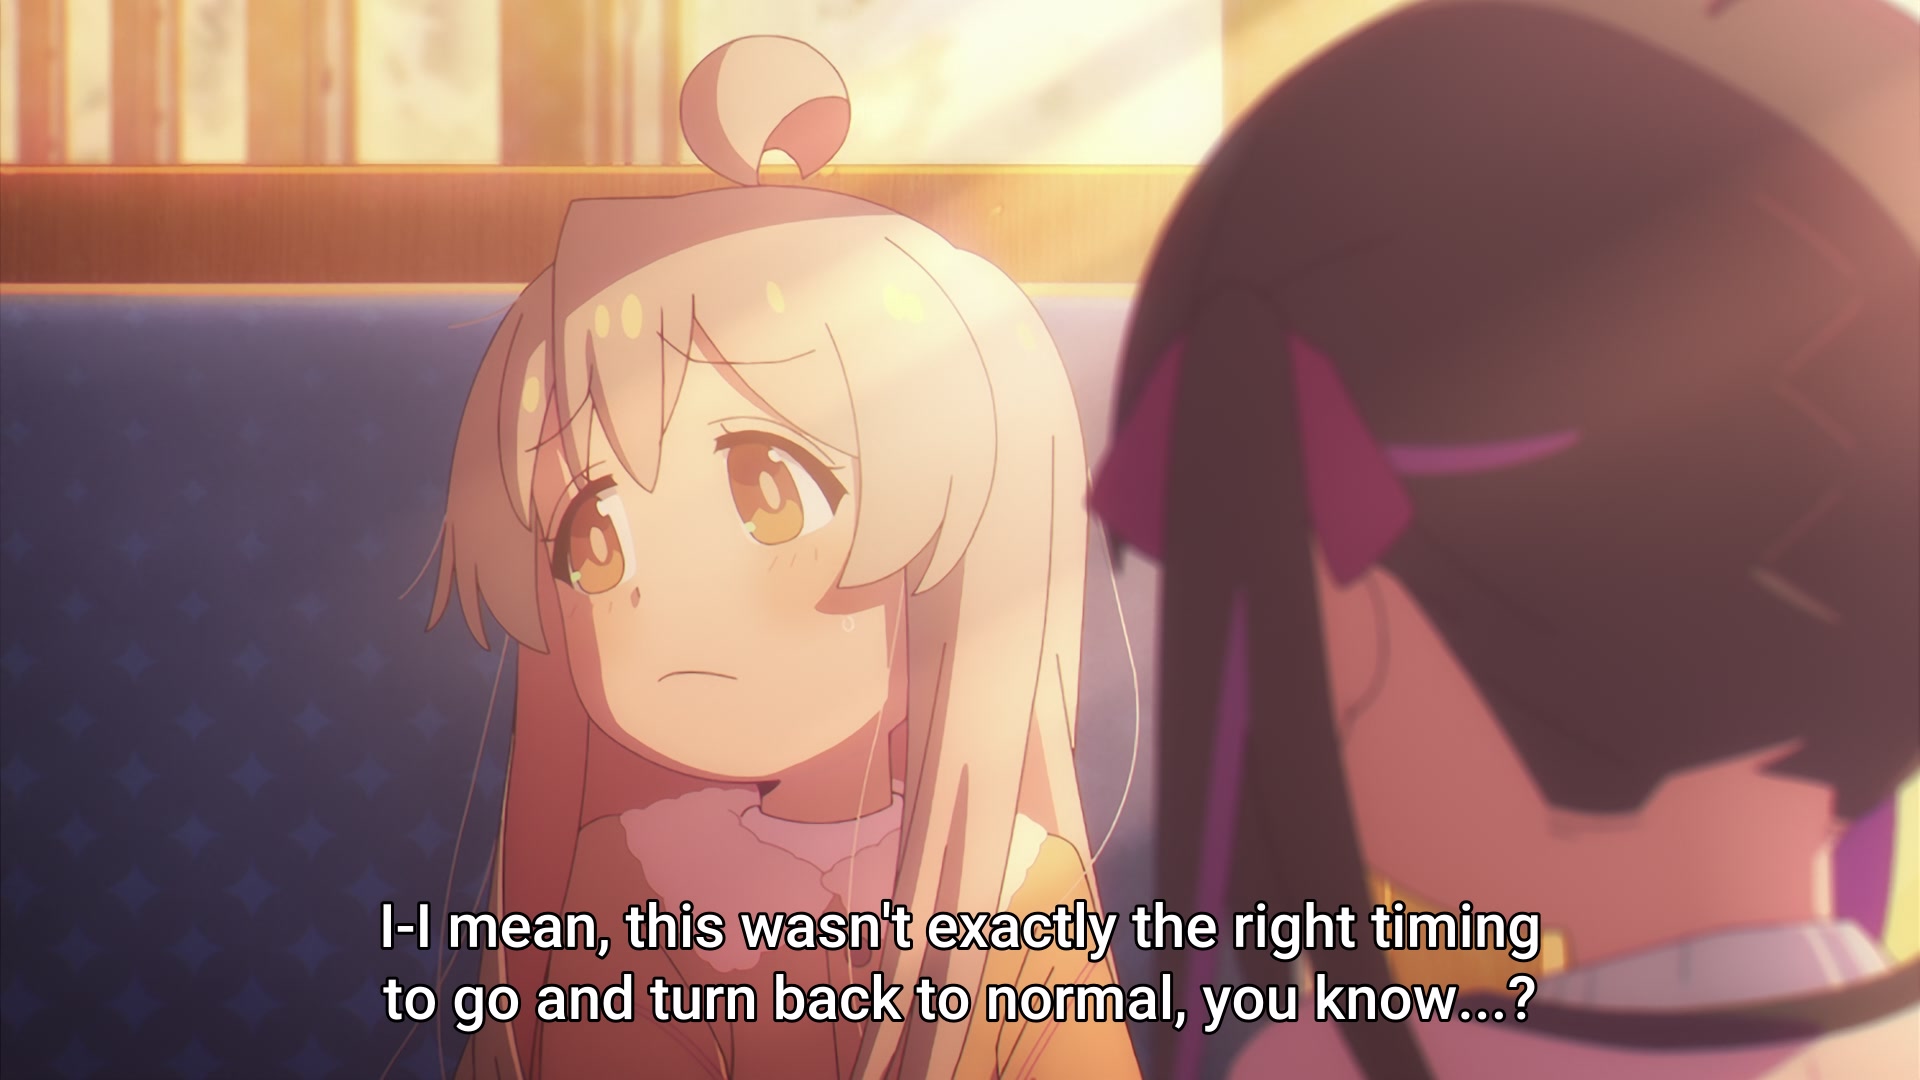 I-I mean, this wasn't exactly the right timing
to go and turn back to normal, you know...?